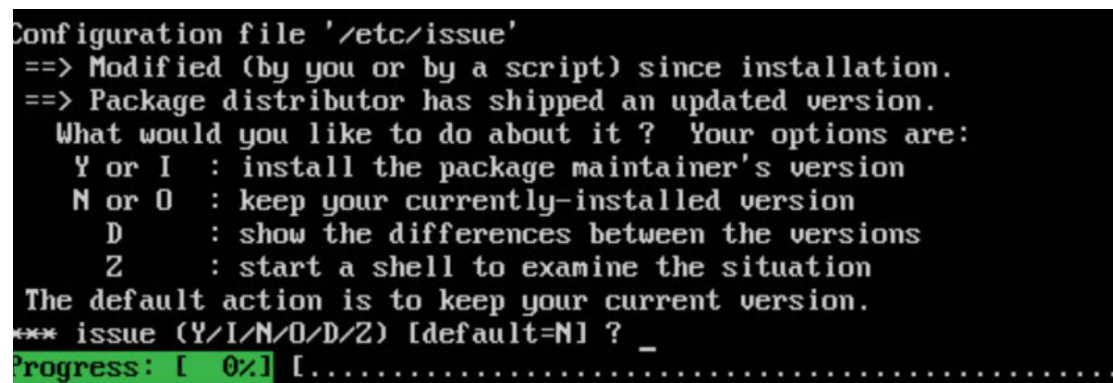 Configuration file '/etc/issue'
==> Modified (by you or by a script) since installation.
==> Package distributor has shipped an updated version.
What would you like to do about it ? Your options are:
Y or I : install the package maintainer's version
N or O : keep your currently-installed version
D : show the differences between the versions
Z : start a shell to examine the situation
The default action is to keep your current version.
*** issue (Y/I/N/O/D/Z) [default=N] ? _
Progress: [ 0%] [..................................................